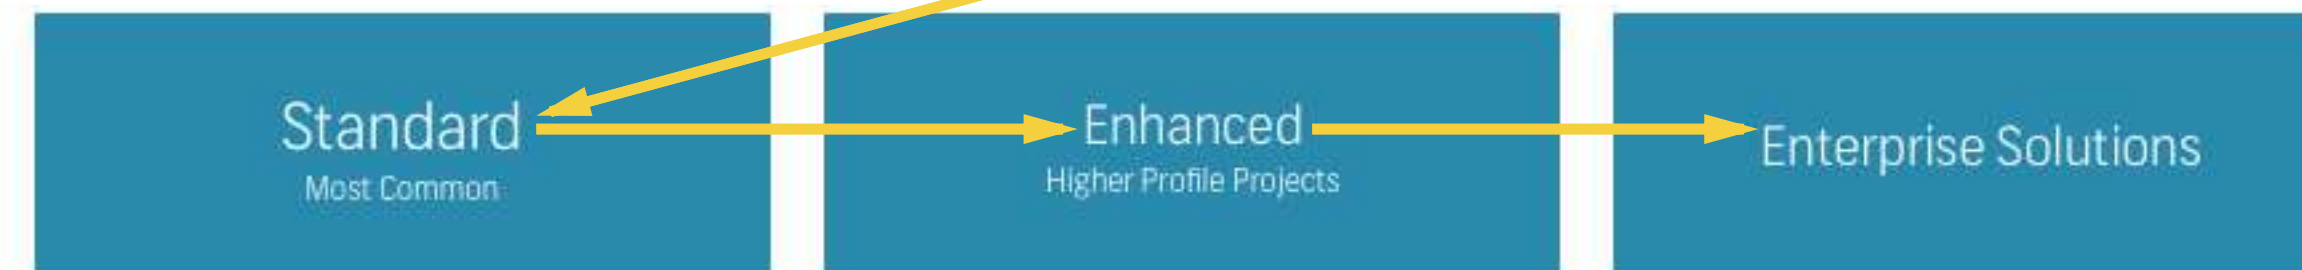 Standard
Most Common
Enhanced
Higher Profile Projects
Enterprise Solutions